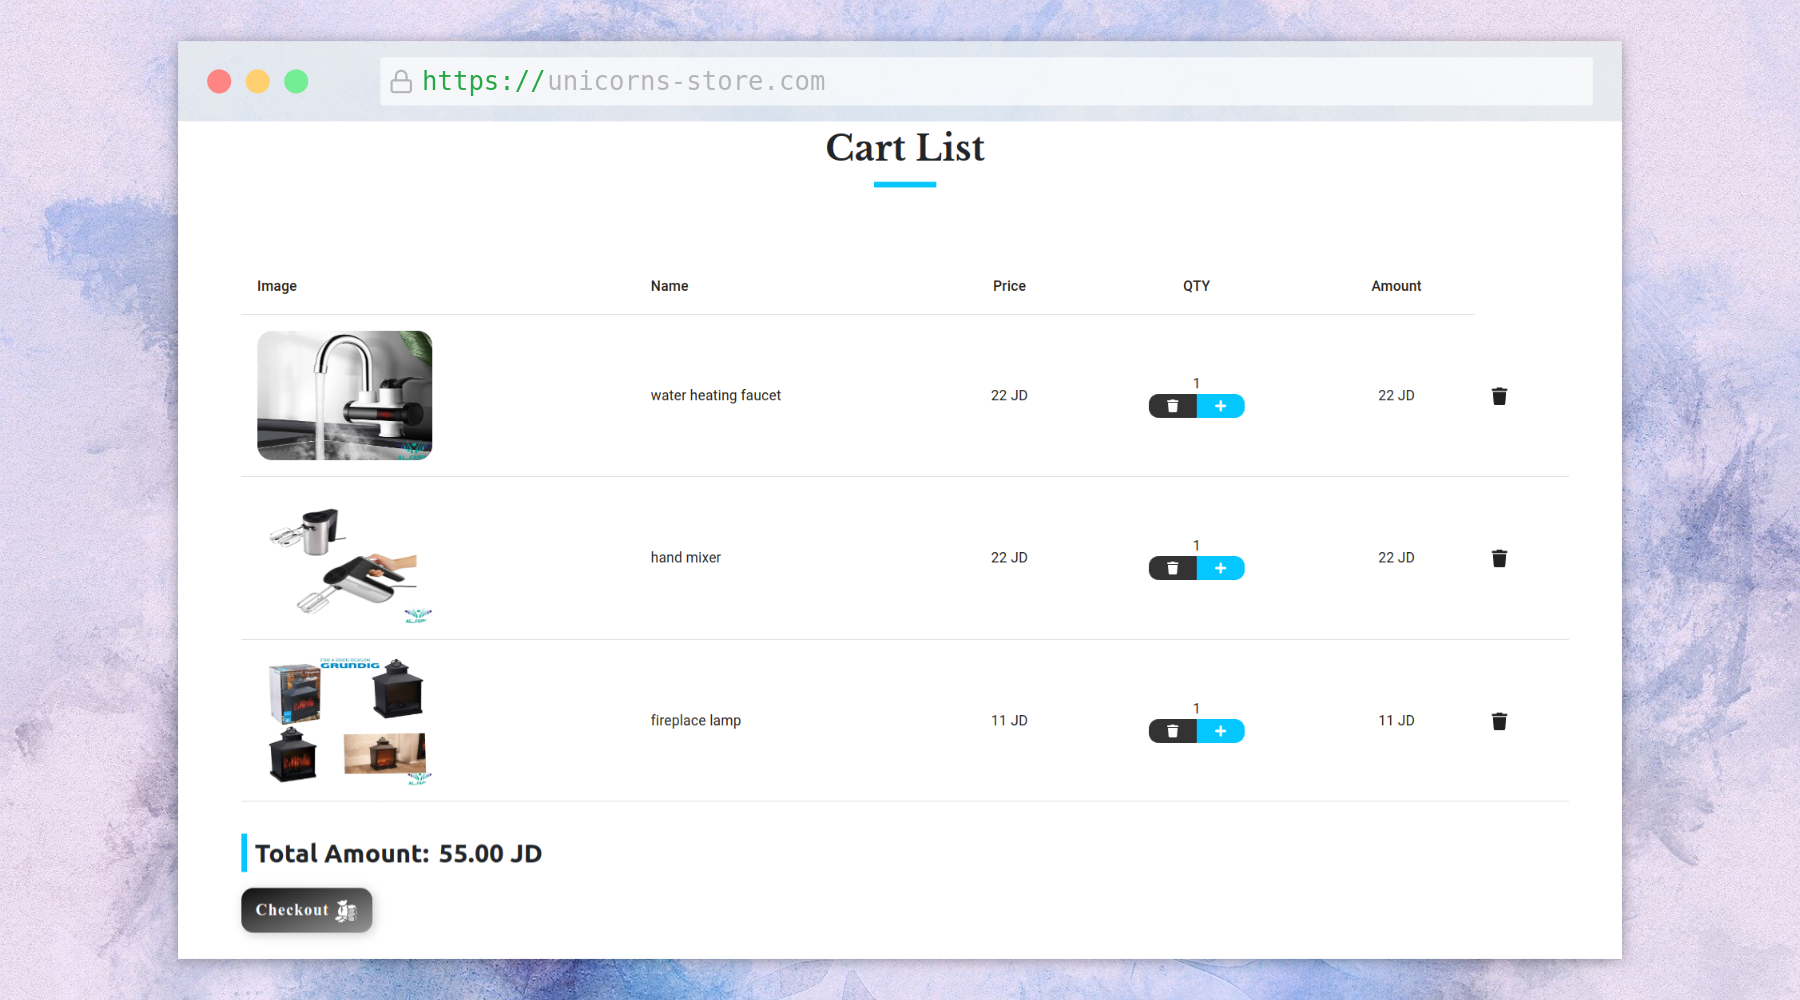 https://unicorns-store.com
Cart List
Image Name Price QTY Amount
water heating faucet 22 JD 1 22 JD
hand mixer 22 JD 1 22 JD
GRUNDIG
fireplace lamp 11 JD 1 11 JD
Total Amount: 55.00 JD
Checkout